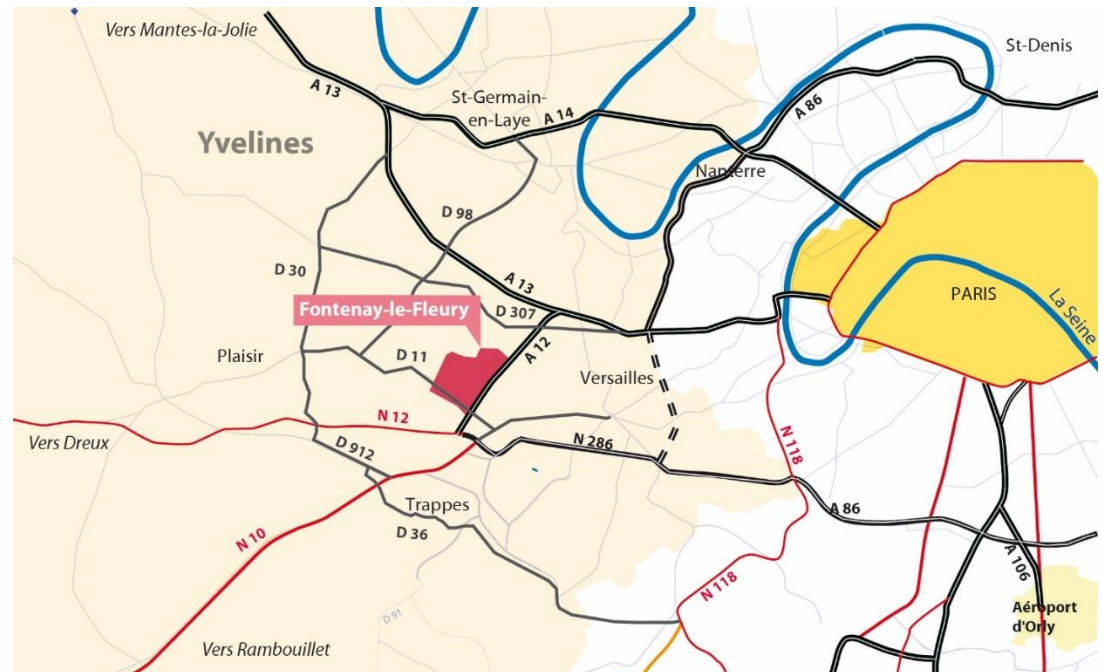 Vers Mantes-la-Jolie
St-Denis
A 13
St-Germain-
en-Laye
A 14
A 86
Yvelines
Nanterre
D 98
D 30
A 13
PARIS
La Seine
Fontenay-le-Fleury
D 307
Plaisir
D 11
A 12
Versailles
N 12
Vers Dreux
D 912
N 286
N 118
Trappes
A 86
D 36
N 10
A 106
N 118
D 91
Aéroport
d'Orly
Vers Rambouillet